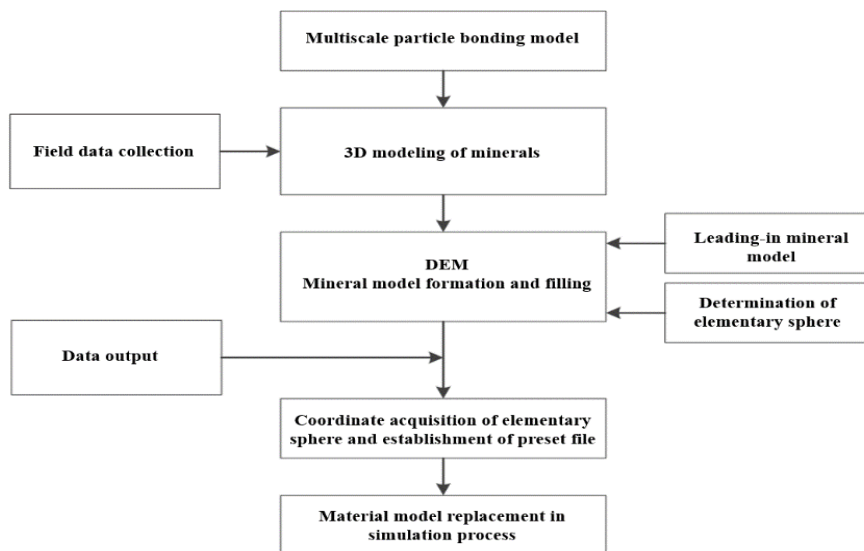 Multiscale particle bonding model
Field data collection
3D modeling of minerals
DEM
Mineral model formation and filling
Leading-in mineral
model
Determination of
elementary sphere
Data output
Coordinate acquisition of elementary
sphere and establishment of preset file
Material model replacement in
simulation process